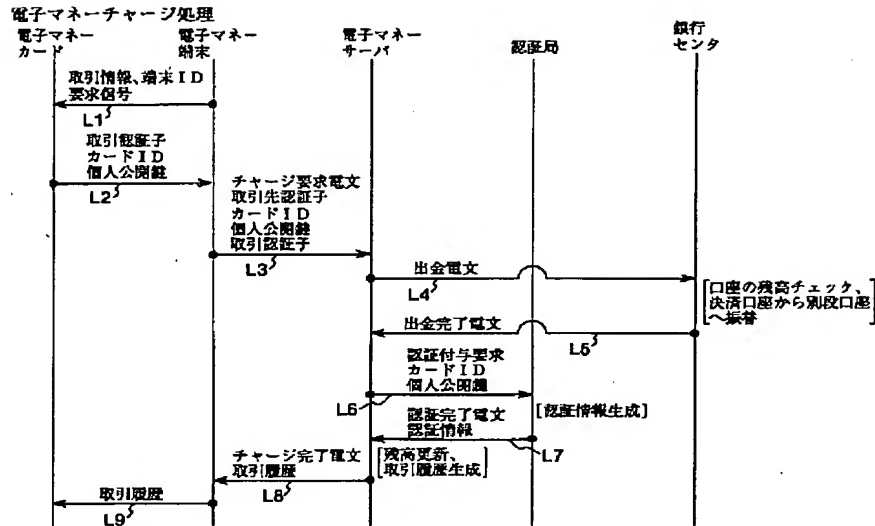 電子マネーチャージ処理
電子マネー
カード
電子マネー
端末
電子マネー
サーバ
認証局
銀行
センタ
取引情報、端末ID
要求信号
L1
取引認証子
カードID
個人公開鍵
L2
チャージ要求電文
取引先認証子
カードID
個人公開鍵
取引認証子
L3
出金電文
L4
[口座の残高チェック、
決済口座から別段口座
へ振替]
出金完了電文
L5
認証付与要求
カードID
個人公開鍵
L6
[認証情報生成]
認証完了電文
認証情報
L7
[残高更新、
取引履歴生成]
チャージ完了電文
取引履歴
L8
取引履歴
L9